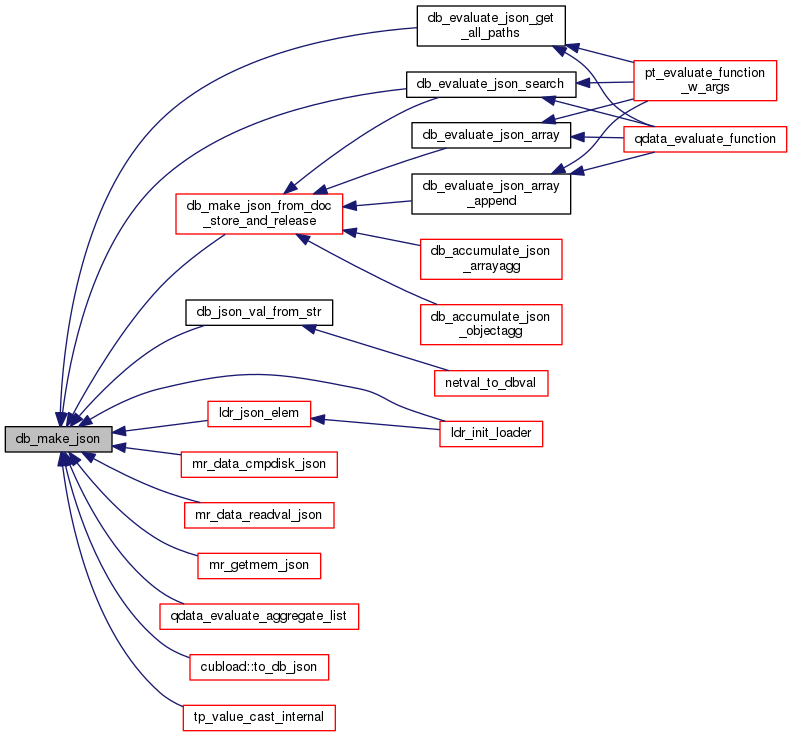 db_evaluate_json_get
_all_paths
pt_evaluate_function
_w_args
db_evaluate_json_search
db_evaluate_json_array
qdata_evaluate_function
db_evaluate_json_array
_append
db_make_json_from_doc
_store_and_release
db_accumulate_json
_arrayagg
db_json_val_from_str
db_accumulate_json
_objectagg
netval_to_dbval
ldr_json_elem
ldr_init_loader
db_make_json
mr_data_cmpdisk_json
mr_data_readval_json
mr_getmem_json
qdata_evaluate_aggregate_list
cubload::to_db_json
tp_value_cast_internal